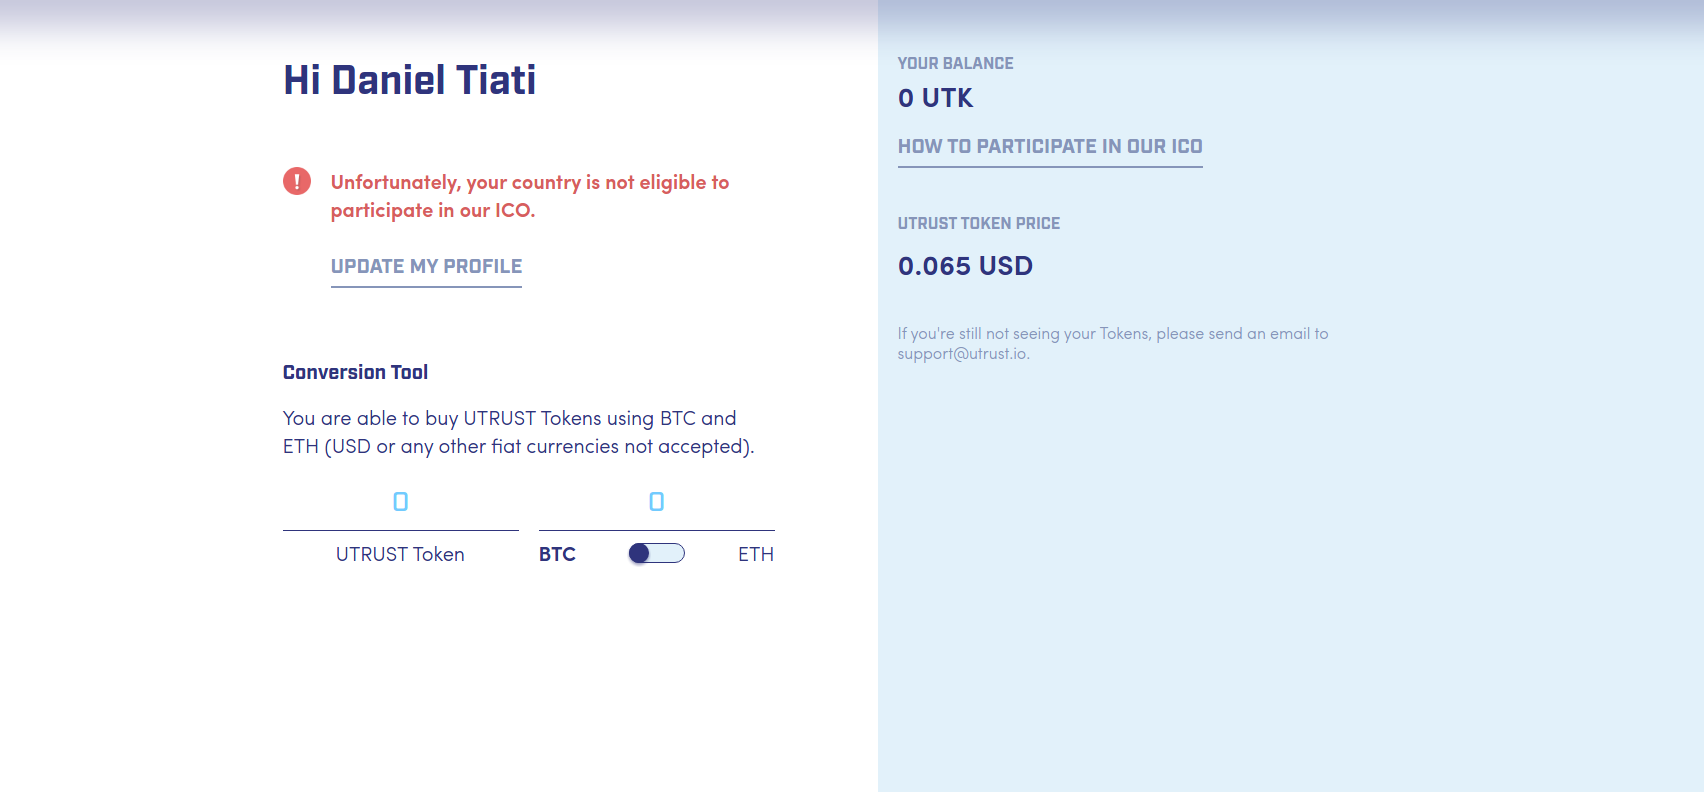 Hi Daniel Tiati
Unfortunately, your country is not eligible to
participate in our ICO.
UPDATE MY PROFILE
Conversion Tool
You are able to buy UTRUST Tokens using BTC and
ETH (USD or any other fiat currencies not accepted).
0 0
UTRUST Token BTC ETH
YOUR BALANCE
0 UTK
HOW TO PARTICIPATE IN OUR ICO
UTRUST TOKEN PRICE
0.065 USD
If you're still not seeing your Tokens, please send an email to
support@utrust.io.